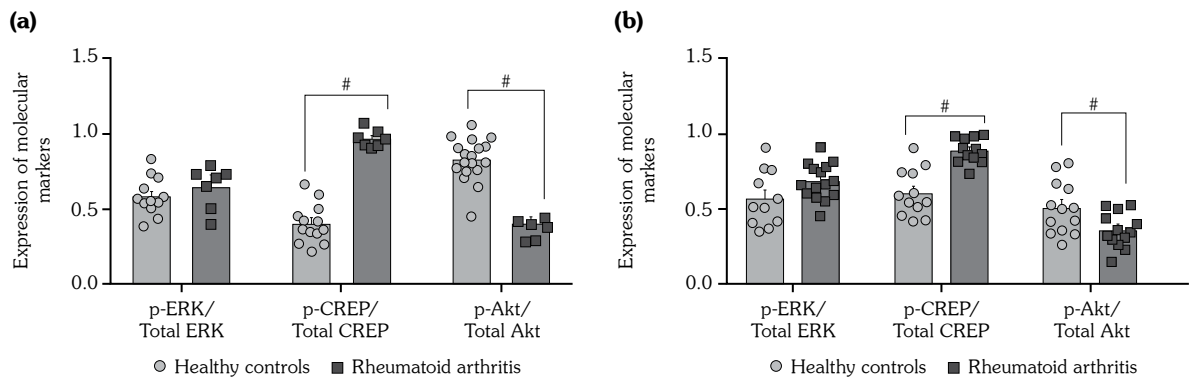 (a)
Expression of molecular
markers
1.5
1.0
0.5
0.0
#
#
p-ERK/
Total ERK
p-CREP/
Total CREP
p-Akt/
Total Akt
Healthy controls
Rheumatoid arthritis
(b)
Expression of molecular
markers
1.5
1.0
0.5
0.0
#
#
p-ERK/
Total ERK
p-CREP/
Total CREP
p-Akt/
Total Akt
Healthy controls
Rheumatoid arthritis